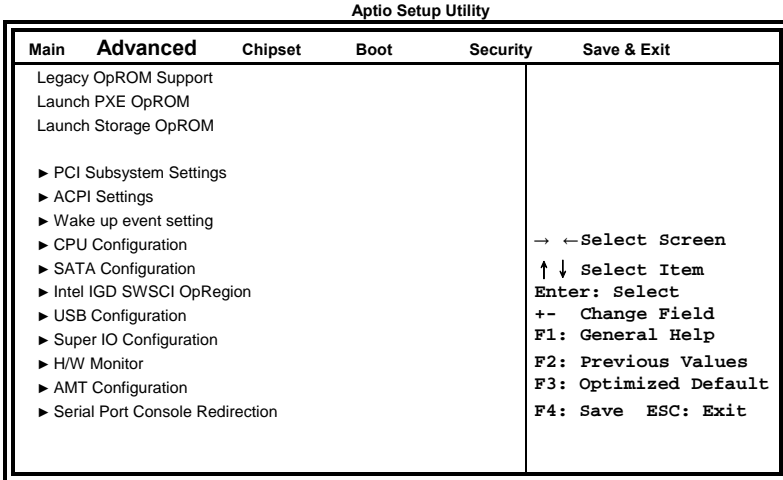 Aptio Setup Utility
Main Advanced Chipset Boot Security Save & Exit
Legacy OpROM Support
Launch PXE OpROM
Launch Storage OpROM
► PCI Subsystem Settings
► ACPI Settings
► Wake up event setting
► CPU Configuration
► SATA Configuration
► Intel IGD SWSCI OpRegion
► USB Configuration
► Super IO Configuration
► H/W Monitor
► AMT Configuration
► Serial Port Console Redirection
→ ←Select Screen
↑↓ Select Item
Enter: Select
+- Change Field
F1: General Help
F2: Previous Values
F3: Optimized Default
F4: Save ESC: Exit